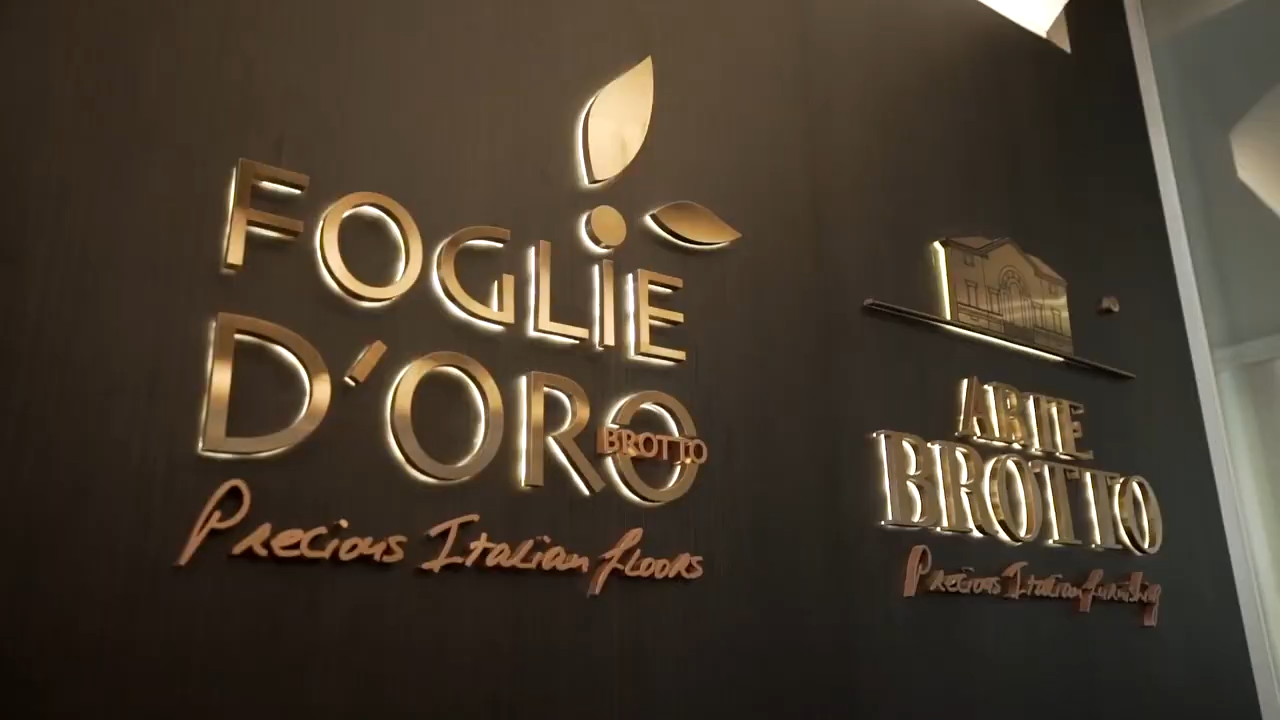 FOGLiE
D'ORO
BROTTO
Precious Italian floors
ARTE
BROTTO
Precious Italian furnishing